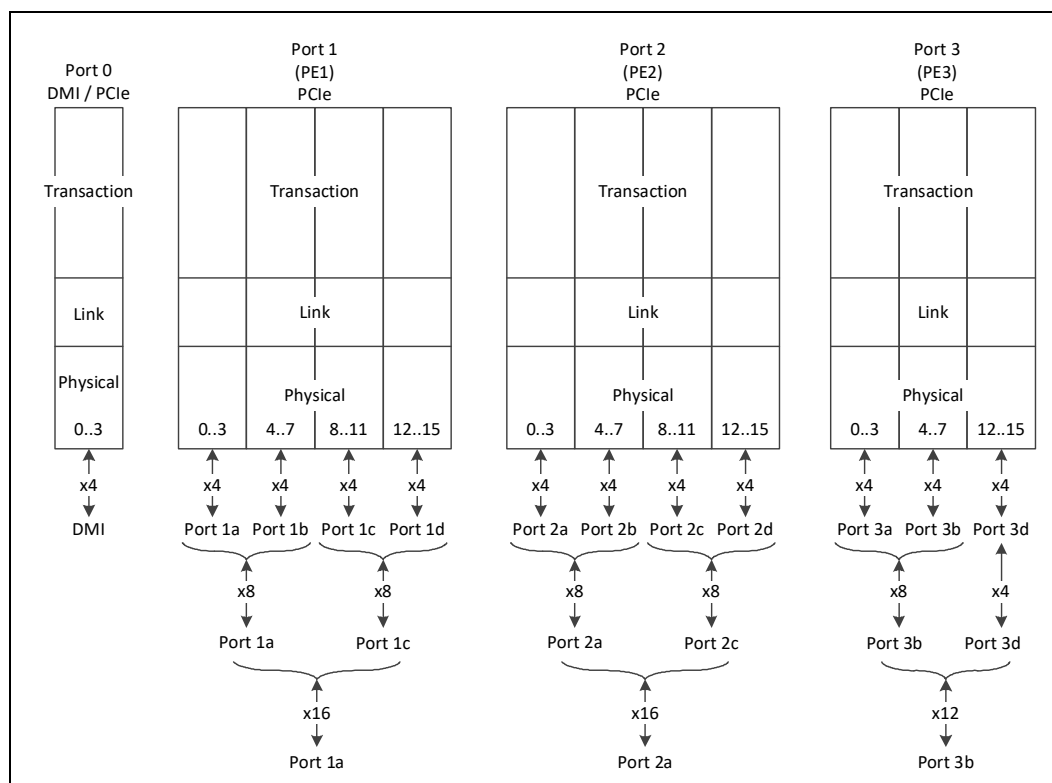 Port 0
DMI / PCIe
Port 1
(PE1)
PCIe
Port 2
(PE2)
PCIe
Port 3
(PE3)
PCIe
Transaction Transaction Transaction Transaction
Link Link Link Link
Physical Physical Physical Physical
0..3 0..3 4..7 8..11 12..15 0..3 4..7 8..11 12..15 0..3 4..7 12..15
x4 x4 x4 x4 x4 x4 x4 x4 x4 x4 x4 x4
DMI Port 1a Port 1b Port 1c Port 1d Port 2a Port 2b Port 2c Port 2d Port 3a Port 3b Port 3d
x8 x8 x8 x8 x8 x4
Port 1a Port 1c Port 2a Port 2c Port 3b Port 3d
x16 x16 x12
Port 1a Port 2a Port 3b